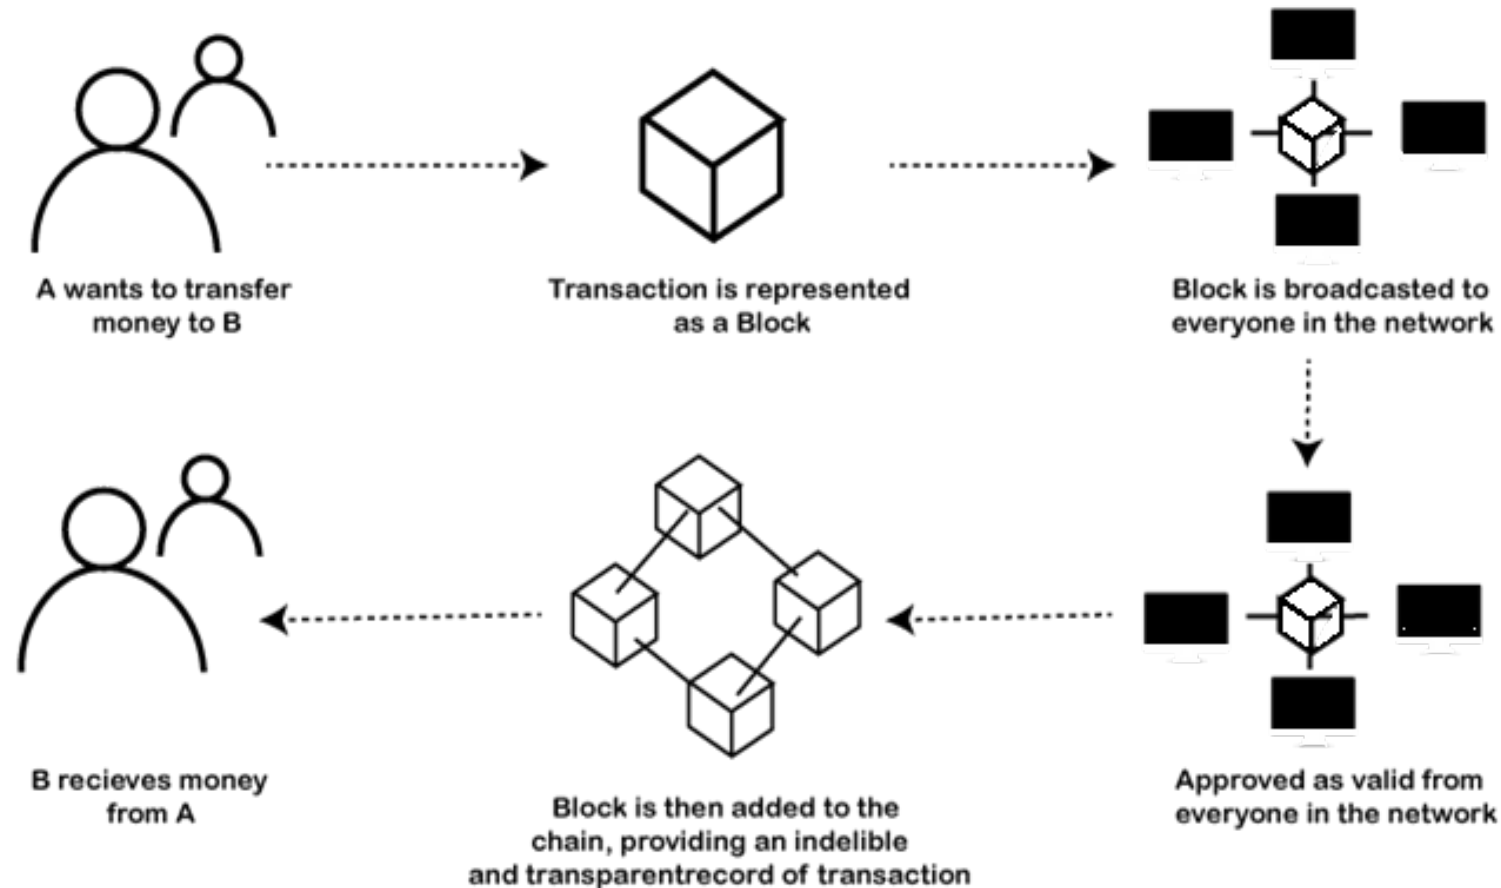 A wants to transfer
money to B
Transaction is represented
as a Block
Block is broadcasted to
everyone in the network
B recieves money
from A
Block is then added to the
chain, providing an indelible
and transparentrecord of transaction
Approved as valid from
everyone in the network